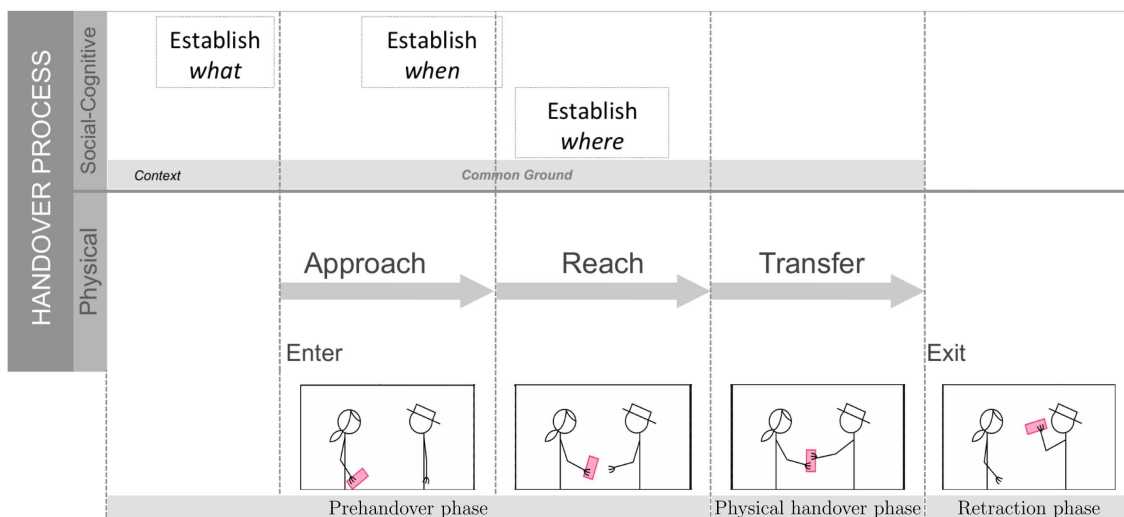 HANDOVER PROCESS
Social-Cognitive
Establish
what
Establish
when
Establish
where
Context
Common Ground
Physical
Approach
Reach
Transfer
Enter
Exit
Prehandover phase
Physical handover phase
Retraction phase